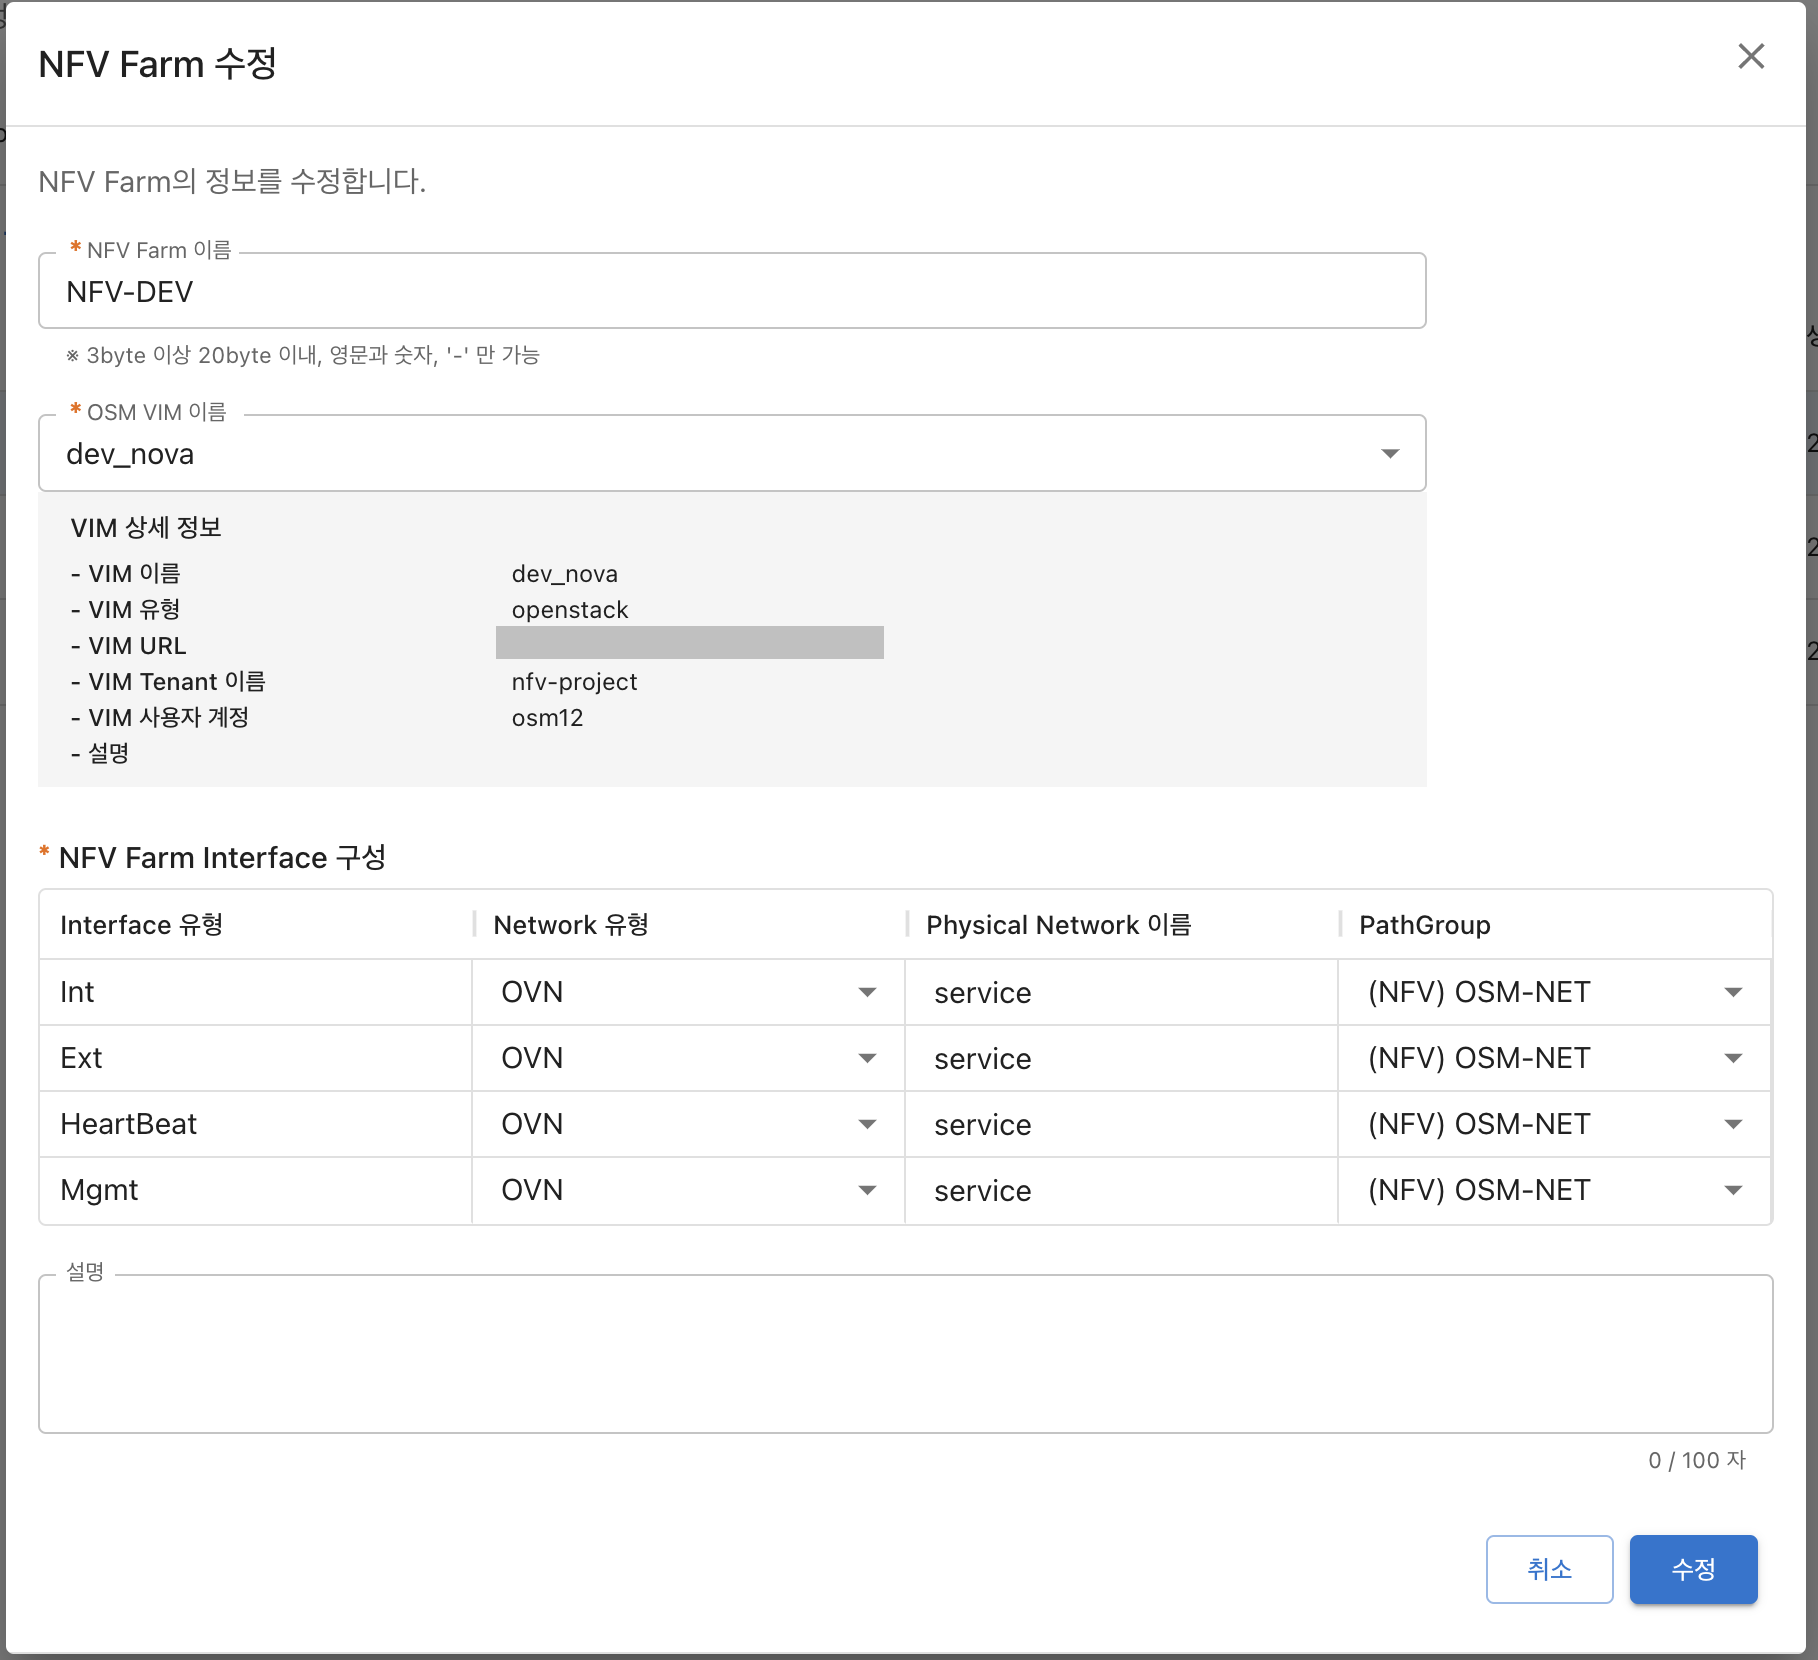 NFV Farm 수정
NFV Farm의 정보를 수정합니다.
* NFV Farm 이름
NFV-DEV
※ 3byte 이상 20byte 이내, 영문과 숫자, '-' 만 가능
* OSM VIM 이름
dev_nova
VIM 상세 정보
- VIM 이름 dev_nova
- VIM 유형 openstack
- VIM URL
- VIM Tenant 이름 nfv-project
- VIM 사용자 계정 osm12
- 설명
* NFV Farm Interface 구성
Interface 유형 Network 유형 Physical Network 이름 PathGroup
Int OVN service (NFV) OSM-NET
Ext OVN service (NFV) OSM-NET
HeartBeat OVN service (NFV) OSM-NET
Mgmt OVN service (NFV) OSM-NET
설명
0 / 100 자
취소 수정